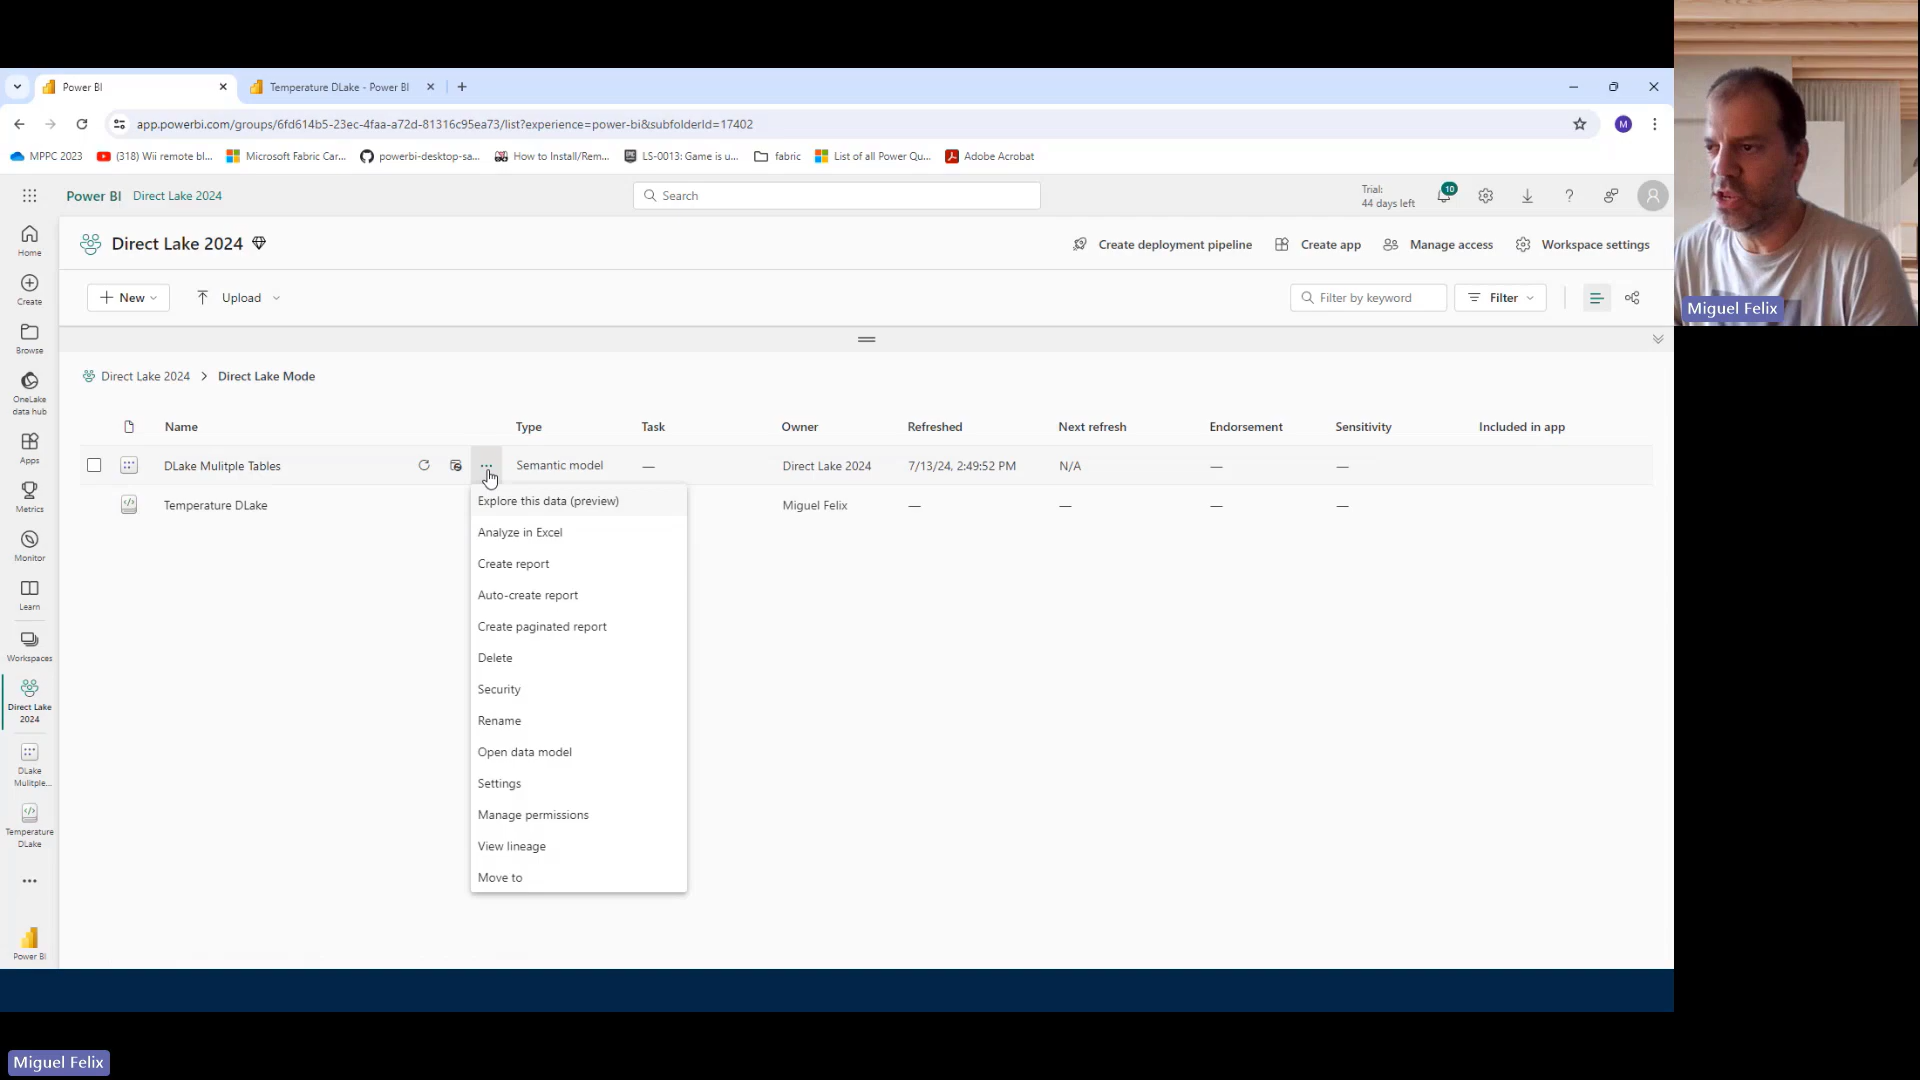 Power BI
Temperature DLake - Power BI
app.powerbi.com/groups/6fd614b5-23ec-4faa-a72d-81316c95ea73/list?experience=power-bi&subfolderId=17402
M
MPPC 2023
(318) Wii remote bl...
Microsoft Fabric Car...
powerbi-desktop-sa...
How to Install/Rem...
LS-0013: Game is u...
fabric
List of all Power Qu...
Adobe Acrobat
Power BI Direct Lake 2024
Search
Trial:
44 days left
10
Direct Lake 2024
Create deployment pipeline
Create app
Manage access
Workspace settings
New
Upload
Filter by keyword
Filter
Direct Lake 2024 > Direct Lake Mode
Name Type Task Owner Refreshed Next refresh Endorsement Sensitivity Included in app
DLake Mulitple Tables Semantic model — Direct Lake 2024 7/13/24, 2:49:52 PM N/A — —
Temperature DLake Miguel Felix — — — —
Explore this data (preview)
Analyze in Excel
Create report
Auto-create report
Create paginated report
Delete
Security
Rename
Open data model
Settings
Manage permissions
View lineage
Move to
Home
Create
Browse
OneLake
data hub
Apps
Metrics
Monitor
Learn
Workspaces
Direct Lake
2024
DLake
Mulitple...
Temperature
DLake
Power BI
Miguel Felix
Miguel Felix